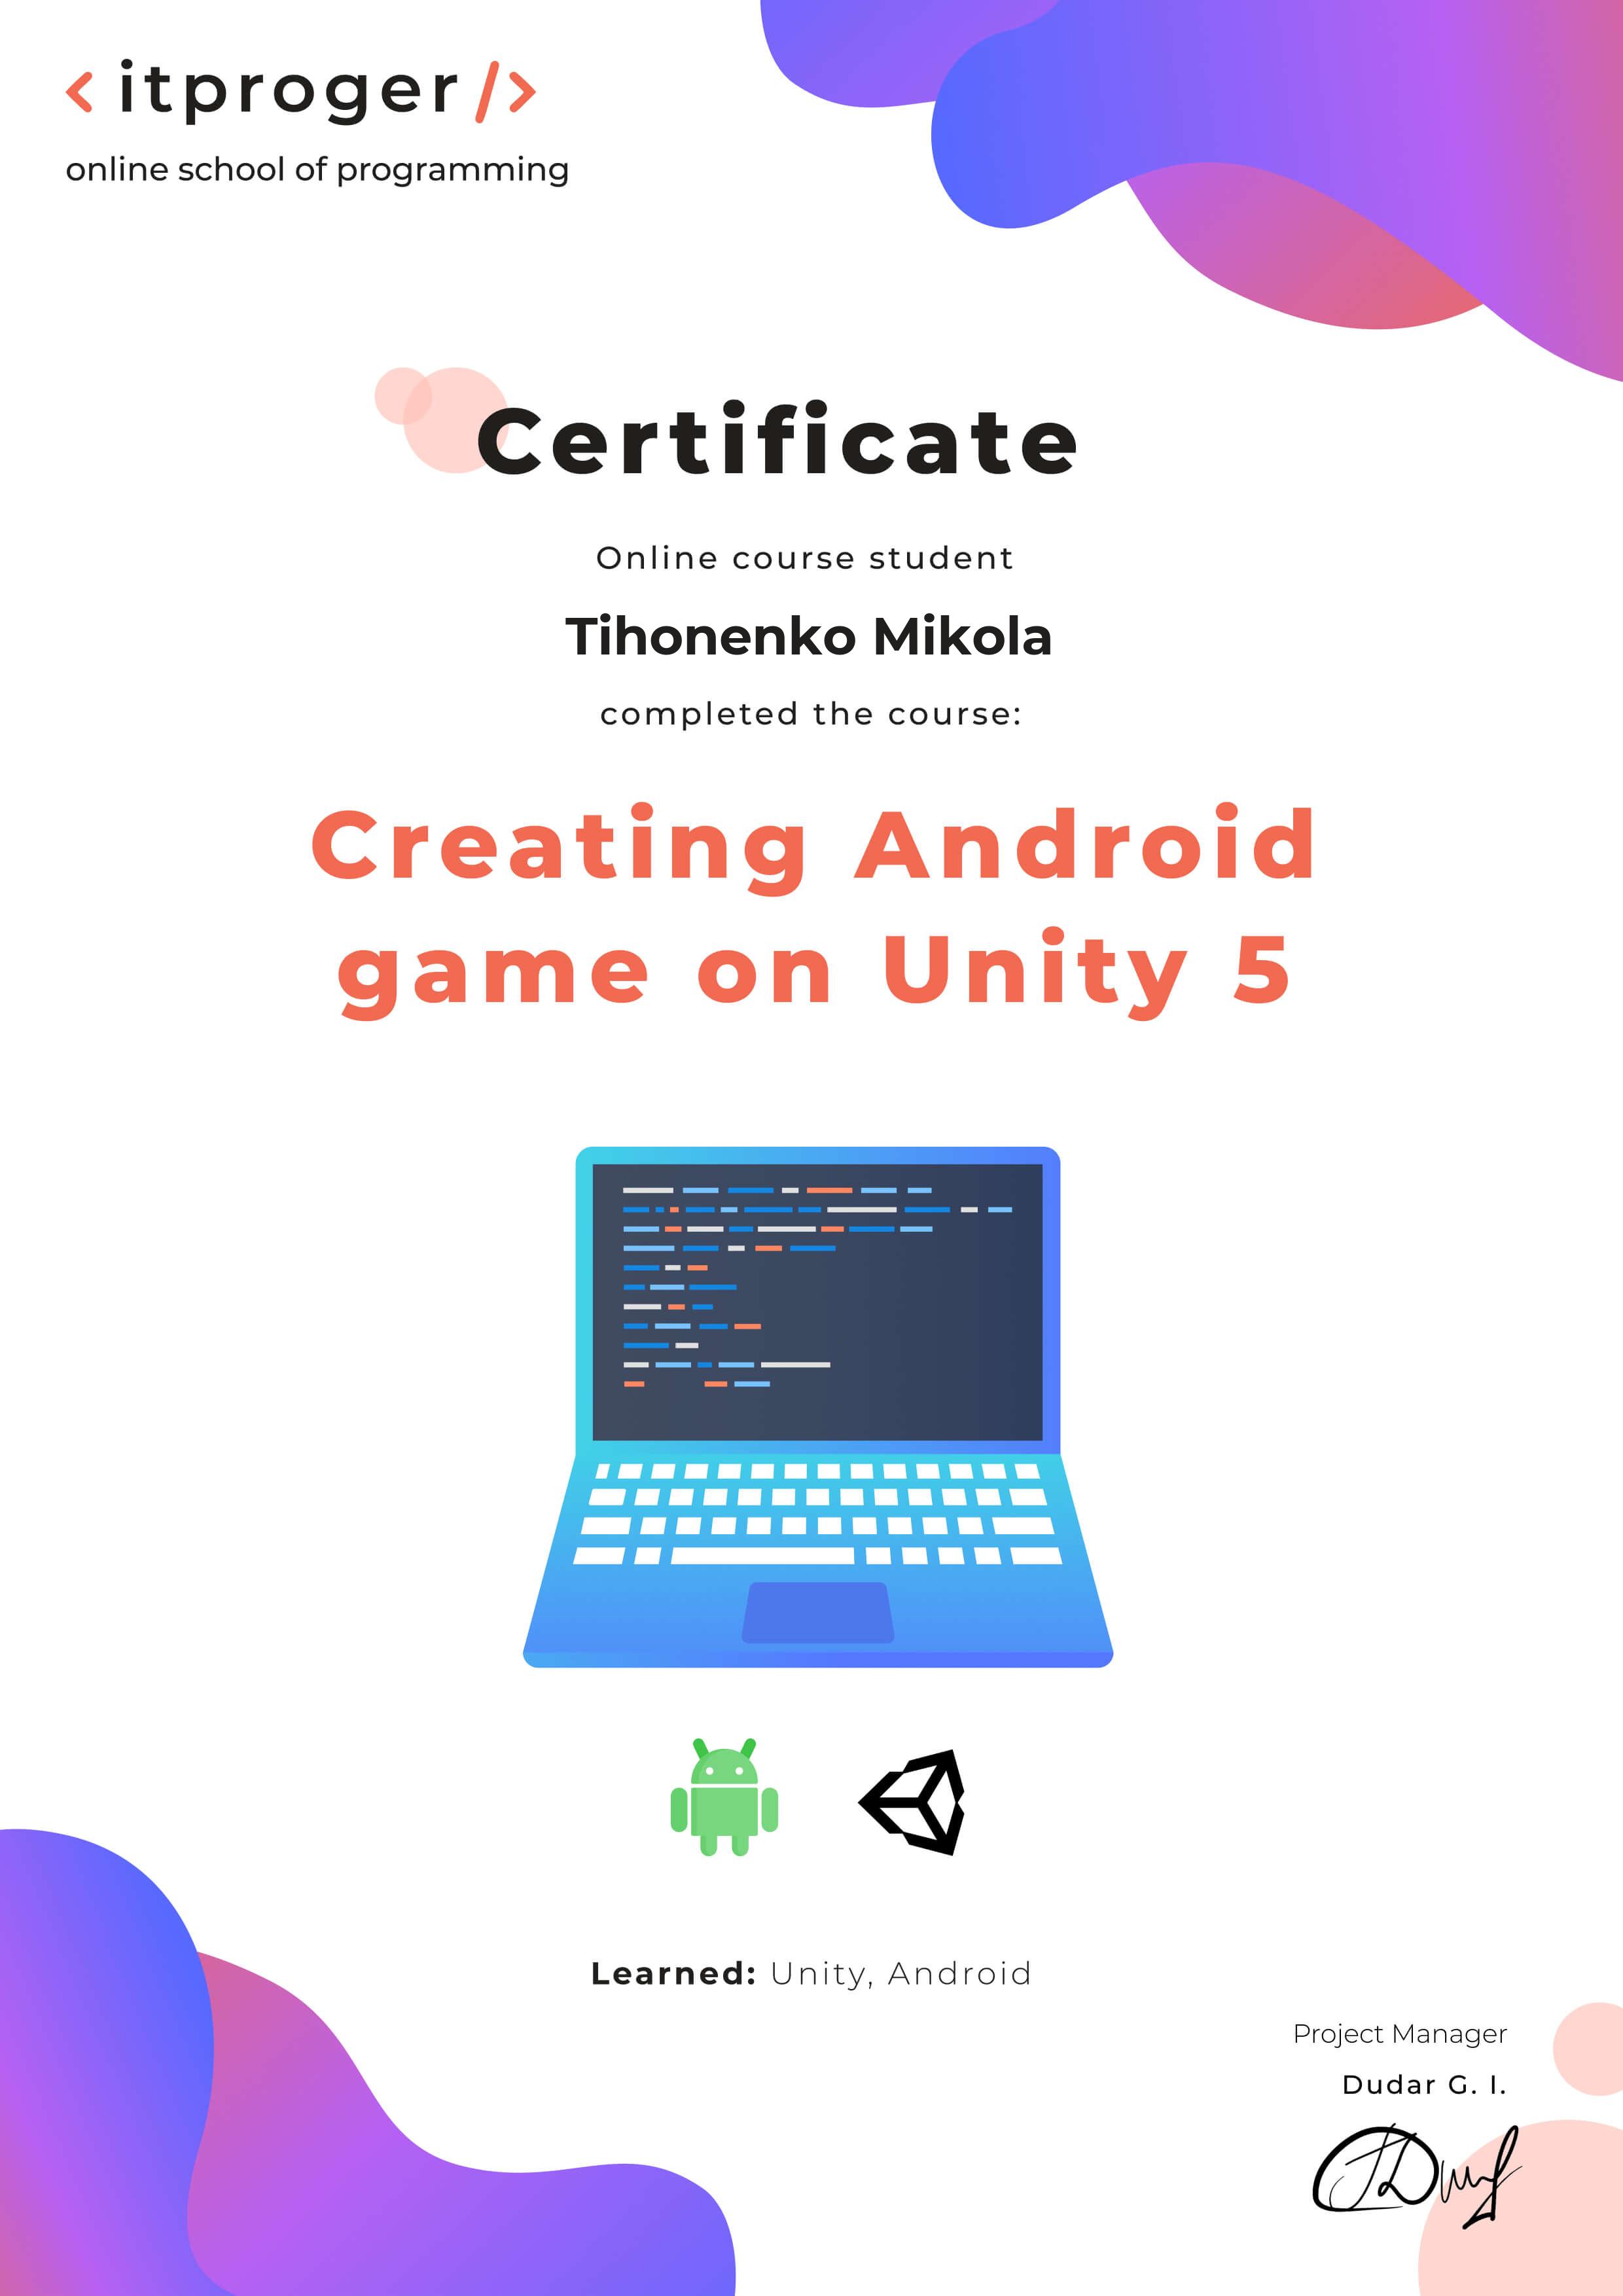 < itproger />
online school of programming
Certificate
Online course student
Tihonenko Mikola
completed the course:
Creating Android
game on Unity 5
Learned: Unity, Android
Project Manager
Dudar G. I.